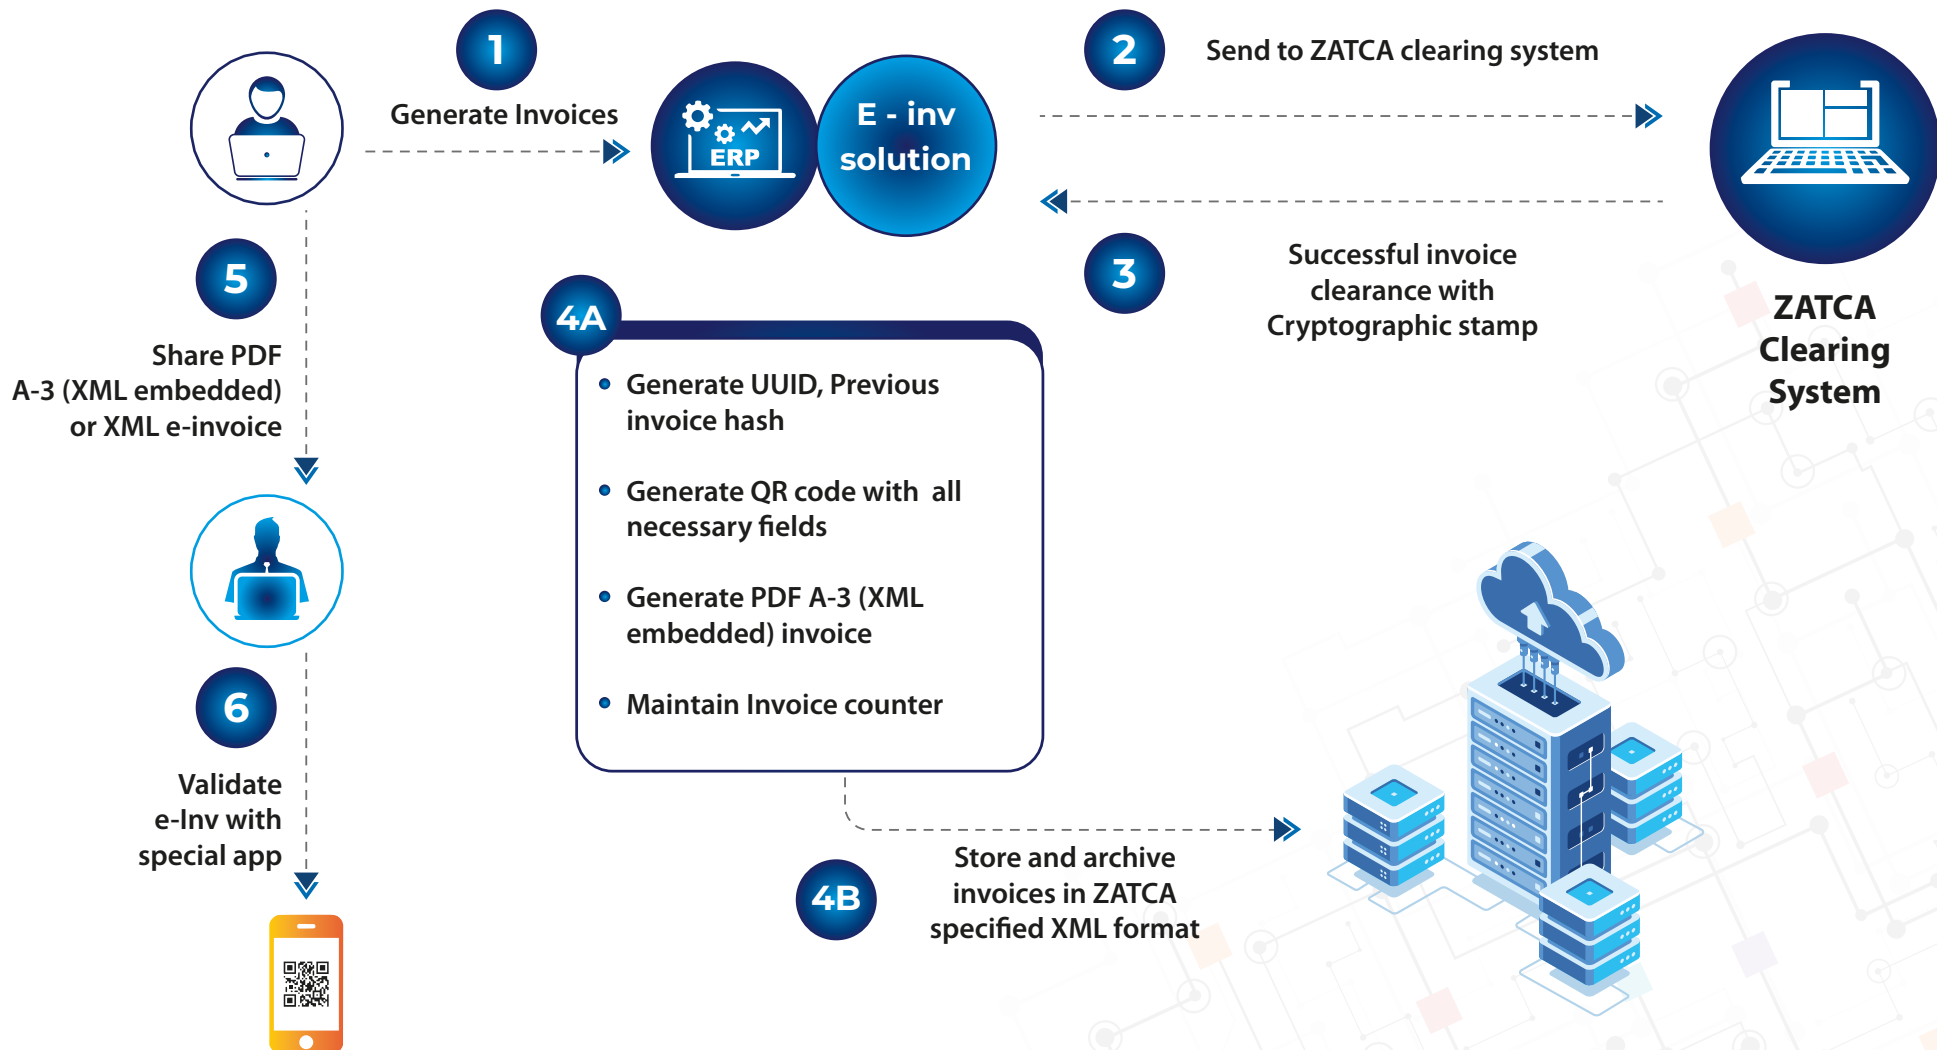 1
Generate Invoices
ERP
E - inv
solution
2
Send to ZATCA clearing system
3
Successful invoice
clearance with
Cryptographic stamp
ZATCA
Clearing
System
4A
Generate UUID, Previous
invoice hash
Generate QR code with all
necessary fields
Generate PDF A-3 (XML
embedded) invoice
Maintain Invoice counter
4B
Store and archive
invoices in ZATCA
specified XML format
5
Share PDF
A-3 (XML embedded)
or XML e-invoice
6
Validate
e-Inv with
special app